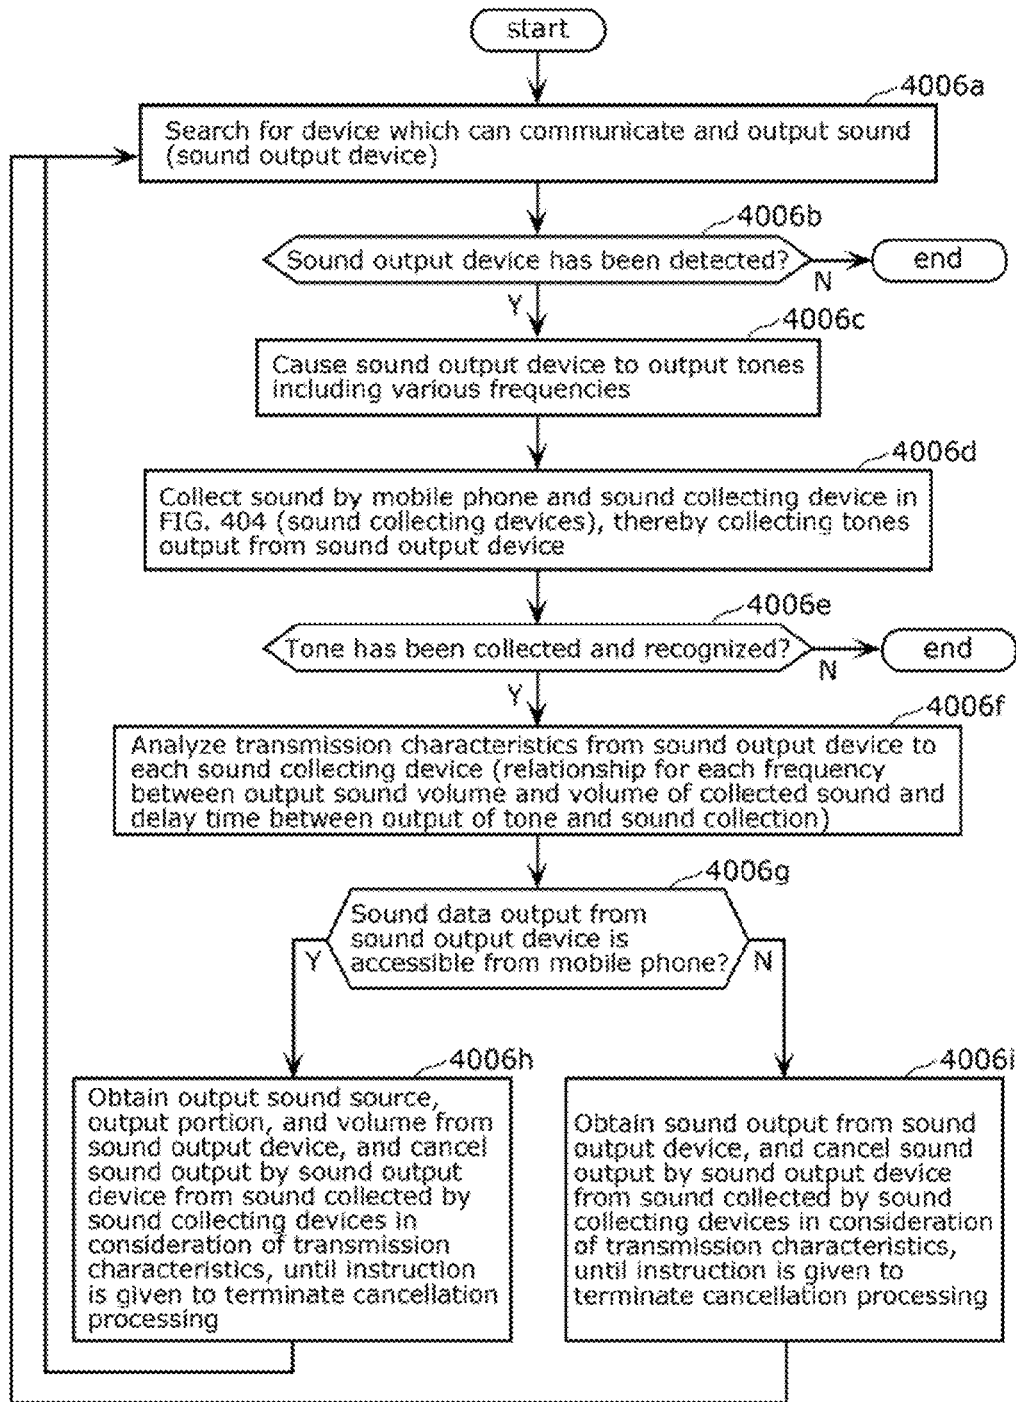 start
4006a
Search for device which can communicate and output sound
(sound output device)
4006b
Sound output device has been detected?
end
N
Y
4006c
Cause sound output device to output tones
including various frequencies
4006d
Collect sound by mobile phone and sound collecting device in
FIG. 404 (sound collecting devices), thereby collecting tones
output from sound output device
4006e
Tone has been collected and recognized?
end
N
Y
4006f
Analyze transmission characteristics from sound output device to
each sound collecting device (relationship for each frequency
between output sound volume and volume of collected sound and
delay time between output of tone and sound collection)
4006g
Sound data output from
sound output device is
accessible from mobile phone?
Y
N
4006h
Obtain output sound source,
output portion, and volume from
sound output device, and cancel
sound output by sound output
device from sound collected by
sound collecting devices in
consideration of transmission
characteristics, until instruction
is given to terminate cancellation
processing
4006i
Obtain sound output from sound
output device, and cancel sound
output by sound output device
from sound collected by sound
collecting devices in consideration
of transmission characteristics,
until instruction is given to
terminate cancellation processing